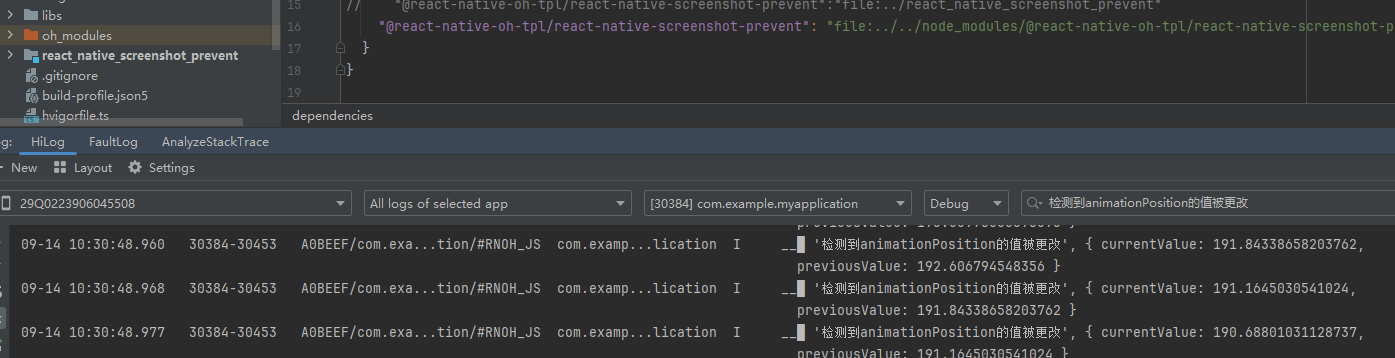 libs
oh_modules
react_native_screenshot_prevent
.gitignore
build-profile.json5
hvigorfile.ts
15 // "@react-native-oh-tpl/react-native-screenshot-prevent":"file:../react_native_screenshot_prevent"
16 "@react-native-oh-tpl/react-native-screenshot-prevent": "file:../../node_modules/@react-native-oh-tpl/react-native-screenshot-p
17 }
18 }
19
dependencies
og: HiLog FaultLog AnalyzeStackTrace
New Layout Settings
29Q0223906045508 All logs of selected app [30384] com.example.myapplication Debug 检测到animationPosition的值被更改
09-14 10:30:48.960 30384-30453 A0BEEF/com.exa...tion/#RNOH_JS com.examp...lication I __█ '检测到animationPosition的值被更改', { currentValue: 191.84338658203762,
previousValue: 192.606794548356 }
09-14 10:30:48.968 30384-30453 A0BEEF/com.exa...tion/#RNOH_JS com.examp...lication I __█ '检测到animationPosition的值被更改', { currentValue: 191.1645030541024,
previousValue: 191.84338658203762 }
09-14 10:30:48.977 30384-30453 A0BEEF/com.exa...tion/#RNOH_JS com.examp...lication I __█ '检测到animationPosition的值被更改', { currentValue: 190.68801031128737,
previousValue: 191.1645030541024 }